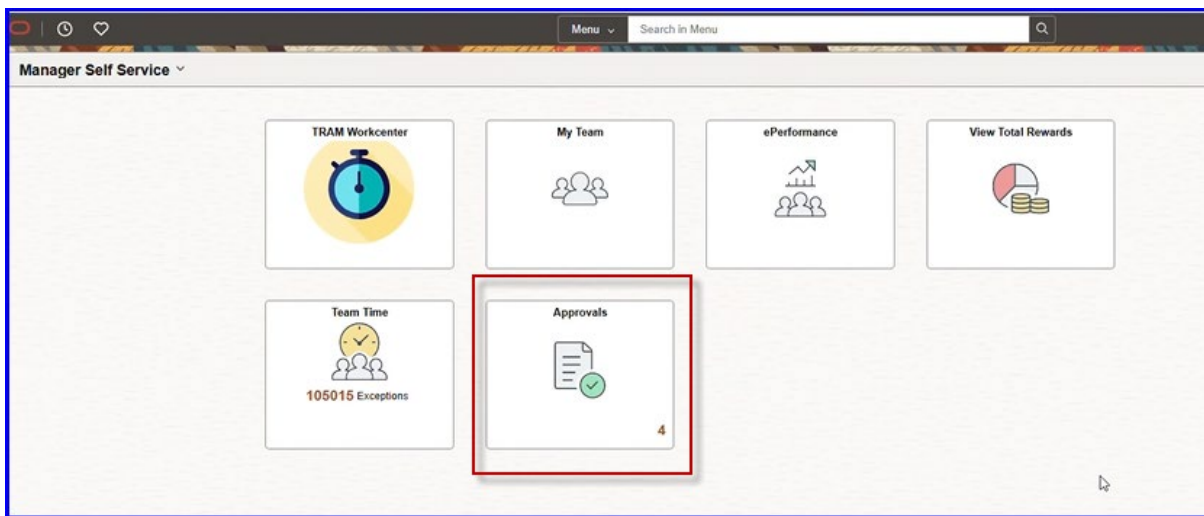 Menu
Search in Menu
Manager Self Service
TRAM Workcenter
My Team
ePerformance
View Total Rewards
Team Time
105015 Exceptions
Approvals
4